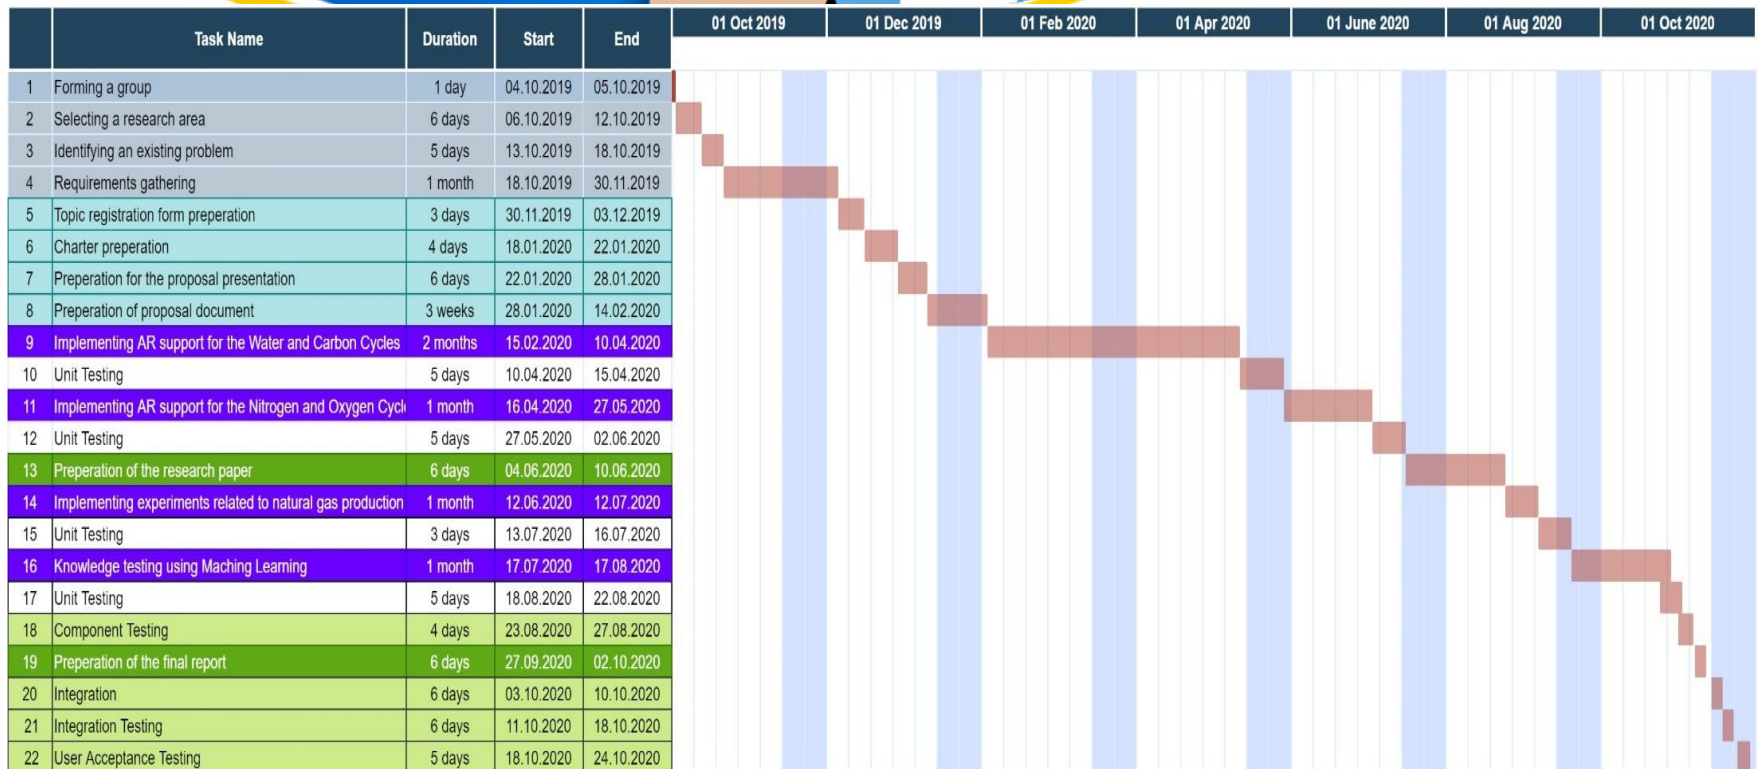 Task Name Duration Start End 01 Oct 2019 01 Dec 2019 01 Feb 2020 01 Apr 2020 01 June 2020 01 Aug 2020 01 Oct 2020
1 Forming a group 1 day 04.10.2019 05.10.2019
2 Selecting a research area 6 days 06.10.2019 12.10.2019
3 Identifying an existing problem 5 days 13.10.2019 18.10.2019
4 Requirements gathering 1 month 18.10.2019 30.11.2019
5 Topic registration form preperation 3 days 30.11.2019 03.12.2019
6 Charter preperation 4 days 18.01.2020 22.01.2020
7 Preperation for the proposal presentation 6 days 22.01.2020 28.01.2020
8 Preperation of proposal document 3 weeks 28.01.2020 14.02.2020
9 Implementing AR support for the Water and Carbon Cycles 2 months 15.02.2020 10.04.2020
10 Unit Testing 5 days 10.04.2020 15.04.2020
11 Implementing AR support for the Nitrogen and Oxygen Cycl 1 month 16.04.2020 27.05.2020
12 Unit Testing 5 days 27.05.2020 02.06.2020
13 Preperation of the research paper 6 days 04.06.2020 10.06.2020
14 Implementing experiments related to natural gas production 1 month 12.06.2020 12.07.2020
15 Unit Testing 3 days 13.07.2020 16.07.2020
16 Knowledge testing using Maching Learning 1 month 17.07.2020 17.08.2020
17 Unit Testing 5 days 18.08.2020 22.08.2020
18 Component Testing 4 days 23.08.2020 27.08.2020
19 Preperation of the final report 6 days 27.09.2020 02.10.2020
20 Integration 6 days 03.10.2020 10.10.2020
21 Integration Testing 6 days 11.10.2020 18.10.2020
22 User Acceptance Testing 5 days 18.10.2020 24.10.2020